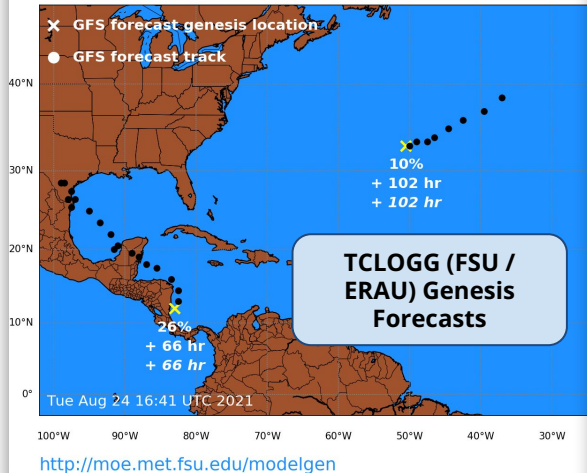 GFS forecast genesis location
GFS forecast track
40°N
30°N
20°N
10°N
0°
10%
+ 102 hr
+ 102 hr
TCLOGG (FSU /
ERAU) Genesis
Forecasts
26%
+ 66 hr
+ 66 hr
Tue Aug 24 16:41 UTC 2021
100°W 90°W 80°W 70°W 60°W 50°W 40°W 30°W
http://moe.met.fsu.edu/modelgen